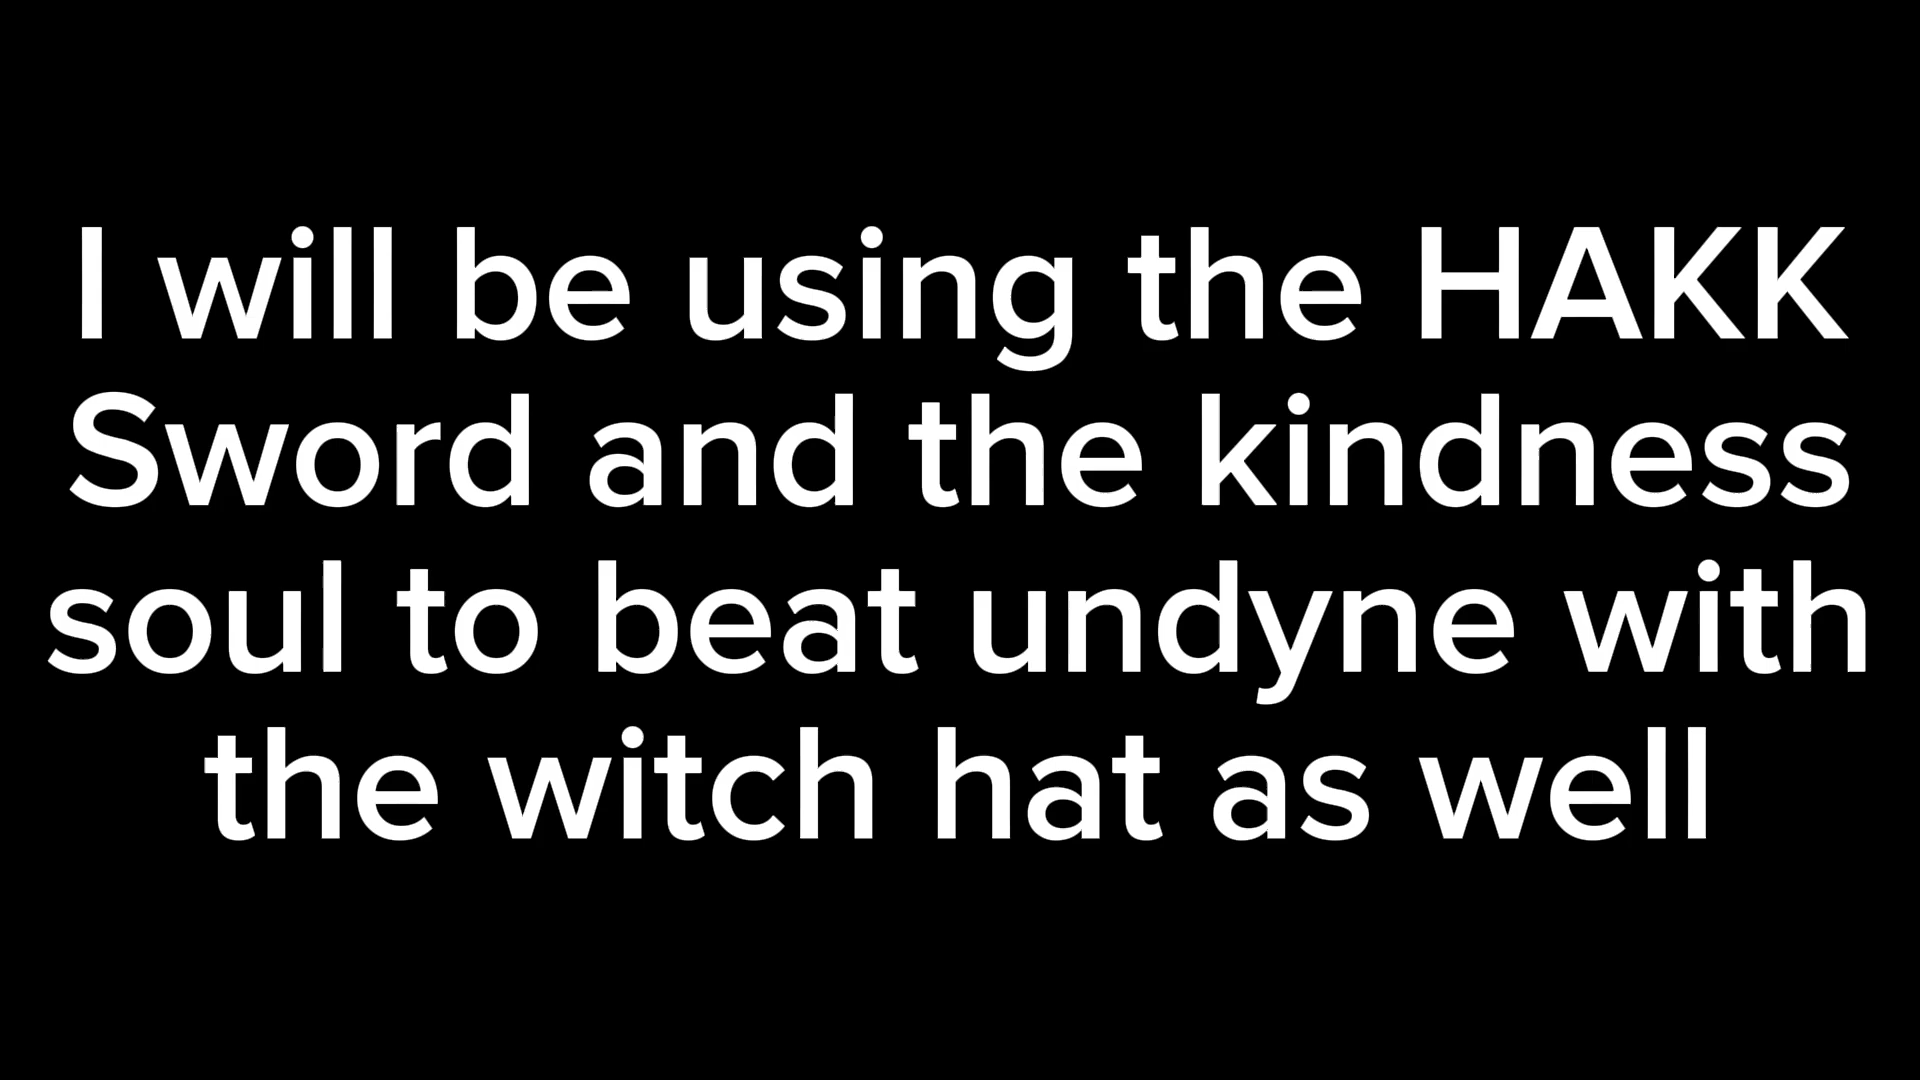 I will be using the HAKK
Sword and the kindness
soul to beat undyne with
the witch hat as well